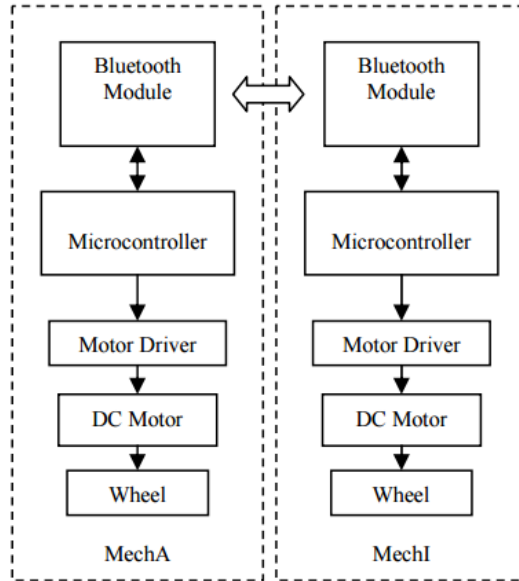 Bluetooth
Module
Microcontroller
Motor Driver
DC Motor
Wheel
MechA
Bluetooth
Module
Microcontroller
Motor Driver
DC Motor
Wheel
MechI